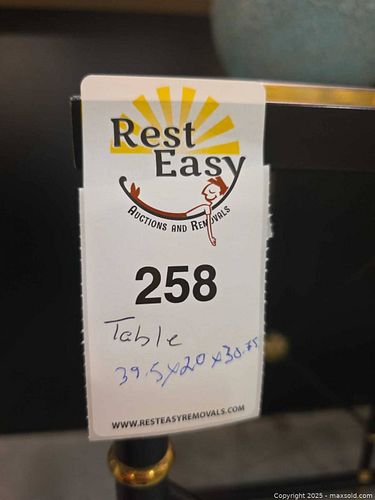 Rest
Easy
AUCTIONS AND REMOVALS
258
Table
39.5x20x30.75
WWW.RESTEASYREMOVALS.COM
Copyright 2025 - maxsold.com